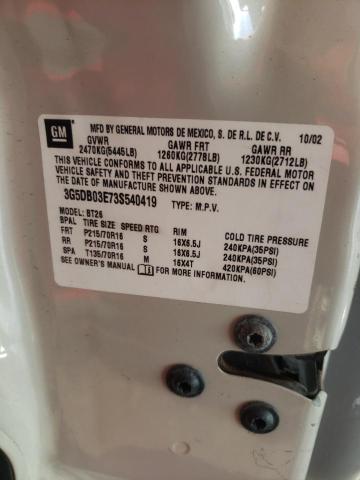 GM
MFD BY GENERAL MOTORS DE MEXICO, S. DE R.L. DE C.V. 10/02
GVWR GAWR FRT GAWR RR
2470KG(5445LB) 1260KG(2778LB) 1230KG(2712LB)
THIS VEHICLE CONFORMS TO ALL APPLICABLE U.S. FEDERAL MOTOR
VEHICLE SAFETY AND THEFT PREVENTION STANDARDS IN EFFECT ON
THE DATE OF MANUFACTURE SHOWN ABOVE.
3G5DB03E73S540419 TYPE: M.P.V.
MODEL: BT26
BPLR TIRE SIZE SPEED RTG RIM COLD TIRE PRESSURE
FRT P215/70R16 S 16X6.5J 240KPA(35PSI)
RR P215/70R16 S 16X6.5J 240KPA(35PSI)
SPA T135/70R16 M 16X4T 420KPA(60PSI)
SEE OWNER'S MANUAL FOR MORE INFORMATION